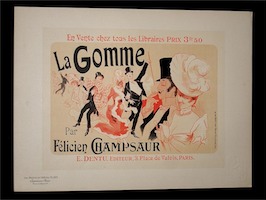 En Vente chez tous les Libraires Prix 3f50
La Gomme
Par
Félicien CHAMPSAUR
E. DENTU, Editeur, 3, Place de Valois, PARIS.